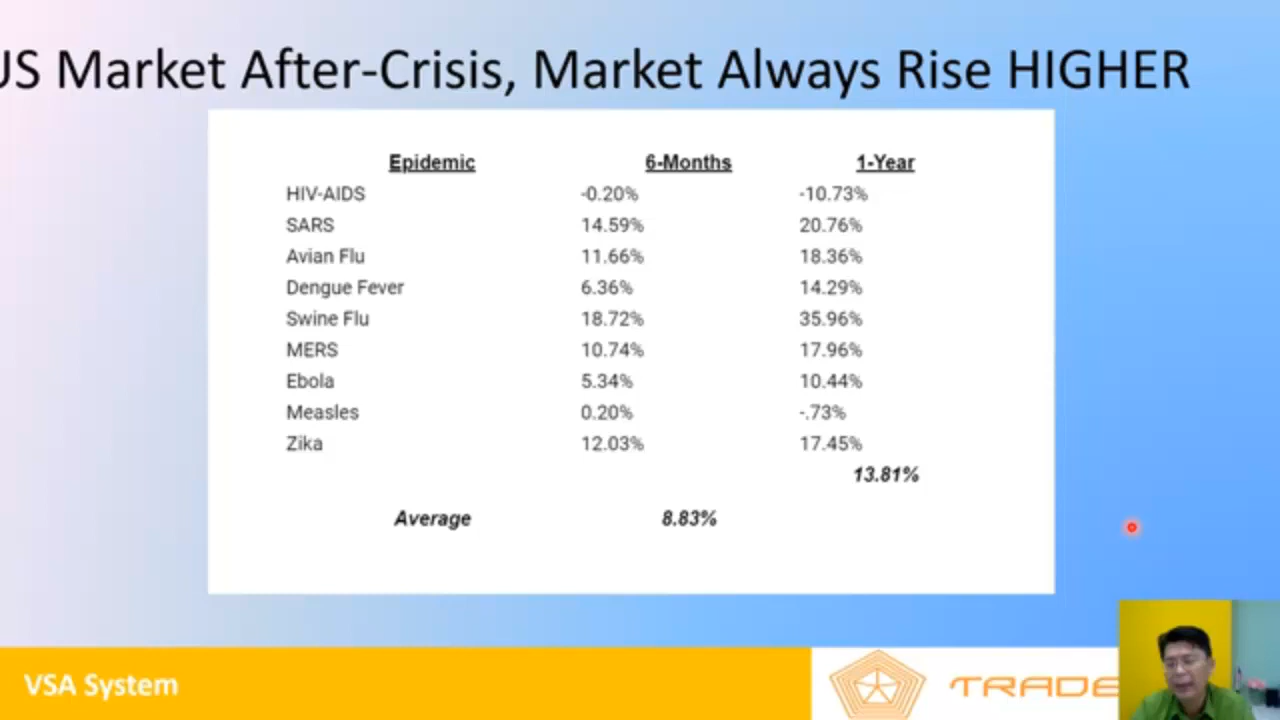 US Market After-Crisis, Market Always Rise HIGHER
Epidemic 6-Months 1-Year
HIV-AIDS -0.20% -10.73%
SARS 14.59% 20.76%
Avian Flu 11.66% 18.36%
Dengue Fever 6.36% 14.29%
Swine Flu 18.72% 35.96%
MERS 10.74% 17.96%
Ebola 5.34% 10.44%
Measles 0.20% -.73%
Zika 12.03% 17.45%
13.81%
Average 8.83%
VSA System
TRADE